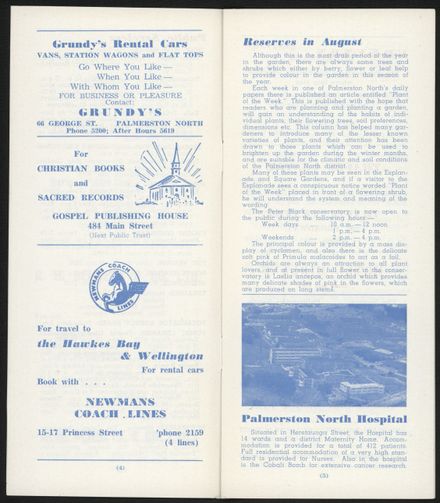 Grundy's Rental Cars
VANS, STATION WAGONS and FLAT TOPS
Go Where You Like —
When You Like —
With Whom You Like —
FOR BUSINESS OR PLEASURE
Contact:
GRUNDY'S
66 GEORGE ST. PALMERSTON NORTH
Phone 5200; After Hours 5619
For
CHRISTIAN BOOKS
and
SACRED RECORDS
GOSPEL PUBLISHING HOUSE
484 Main Street
(Next Public Trust)
NEWMANS COACH LINES
For travel to
the Hawkes Bay
& Wellington
For rental cars
Book with . . .
NEWMANS
COACH LINES
15-17 Princess Street 'phone 2159
(4 lines)
(4)
Reserves in August
Although this is the most drab period of the year
in the garden, there are always some trees and
shrubs which either by berry, flower or leaf help
to provide colour in the garden in this season of
the year.
Each week in one of Palmerston North's daily
papers there is published an article entitled "Plant
of the Week." This is published with the hope that
readers who are planning and planting a garden,
will gain an understanding of the habits of individual
plants, their flowering trees, soil preferences,
dimensions etc. This column has helped many gardeners
to introduce many of the lesser known
varieties of plants, and their attention has been
drawn to those plants which can be used to
brighten up the garden during the winter months,
and are suitable for the climatic and soil conditions
of the Palmerston North district.
Many of these plants may be seen in the Esplanade
and Square Gardens, and if a visitor to the
Esplanade sees a conspicuous notice worded "Plant
of the Week" placed in front of a flowering shrub,
he will understand the system and meaning of the
wording.
The Peter Black conservatory is now open to
the public during the following hours—
Week days 10 a.m.—12 noon
1 p.m.— 4 p.m.
Weekends 2 p.m.— 4 p.m.
The principal colour is provided by a mass display
of cyclamen, and also there is the delicate
soft pink of Primula malacoides to act as a foil.
Orchids are always an attraction to all plant
lovers, and at present in full flower in the conservatory
is Laelia anceps, an orchid which provides
many delicate shades of pink in the flowers, which
are produced on long stems.
Palmerston North Hospital
Situated in Heretaunga Street, the Hospital has
14 wards and a district Maternity Home. Accommodation
is provided for a total of 412 patients.
Full residential accommodation of a very high standard
is provided for Nurses. Also in the hospital
is the Cobalt Bomb for extensive cancer research.
(5)